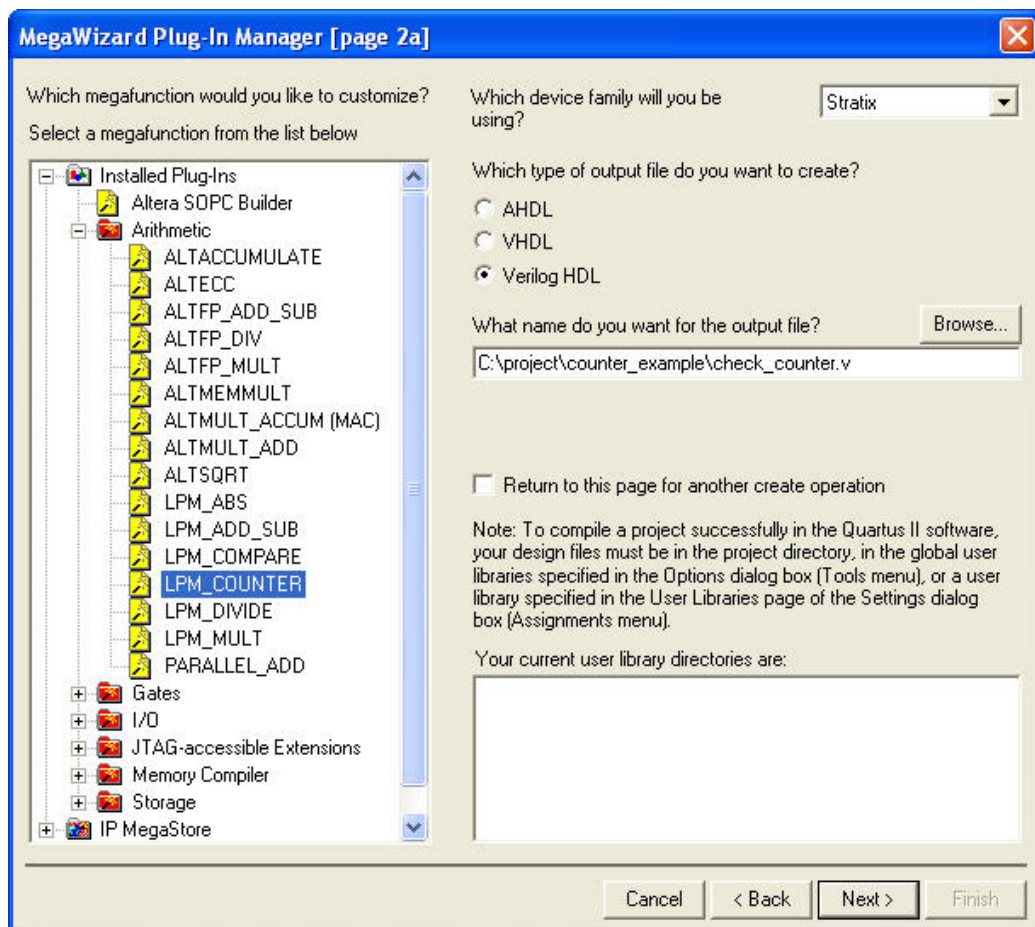 MegaWizard Plug-In Manager [page 2a]
Which megafunction would you like to customize?
Select a megafunction from the list below
Installed Plug-Ins
Altera SOPC Builder
Arithmetic
ALTACCUMULATE
ALTECC
ALTFP_ADD_SUB
ALTFP_DIV
ALTFP_MULT
ALTMEMMULT
ALTMULT_ACCUM (MAC)
ALTMULT_ADD
ALTSQRT
LPM_ABS
LPM_ADD_SUB
LPM_COMPARE
LPM_COUNTER
LPM_DIVIDE
LPM_MULT
PARALLEL_ADD
Gates
I/O
JTAG-accessible Extensions
Memory Compiler
Storage
IP MegaStore
Which device family will you be
using?
Stratix
Which type of output file do you want to create?
AHDL
VHDL
Verilog HDL
What name do you want for the output file?
Browse...
C:\project\counter_example\check_counter.v
Return to this page for another create operation
Note: To compile a project successfully in the Quartus II software,
your design files must be in the project directory, in the global user
libraries specified in the Options dialog box (Tools menu), or a user
library specified in the User Libraries page of the Settings dialog
box (Assignments menu).
Your current user library directories are:
Cancel
< Back
Next >
Finish